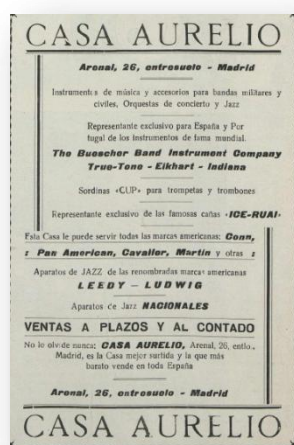 CASA AURELIO
Arenal, 26, entresuelo - Madrid
Instrumentos de música y accesorios para bandas militares y
civiles, Orquestas de concierto y Jazz
Representante exclusivo para España y Por
tugal de los instrumentos de fama mundial.
The Buescher Band Instrument Company
True-Tone - Elkhart - Indiana
Sordinas «CUP» para trompetas y trombones
Representante exclusivo de las famosas cañas «ICE-RUAI»
Esta Casa le puede servir todas las marcas americanas: Conn,
: Pan American, Cavalier, Martin y otras :
Aparatos de JAZZ de las renombradas marcas americanas
LEEDY - LUDWIG
Aparatos de Jazz NACIONALES
VENTAS A PLAZOS Y AL CONTADO
No lo olvide nunca: CASA AURELIO, Arenal, 26, entlo.,
Madrid, es la Casa mejor surtida y la que más
barato vende en toda España
Arenal, 26, entresuelo - Madrid
CASA AURELIO